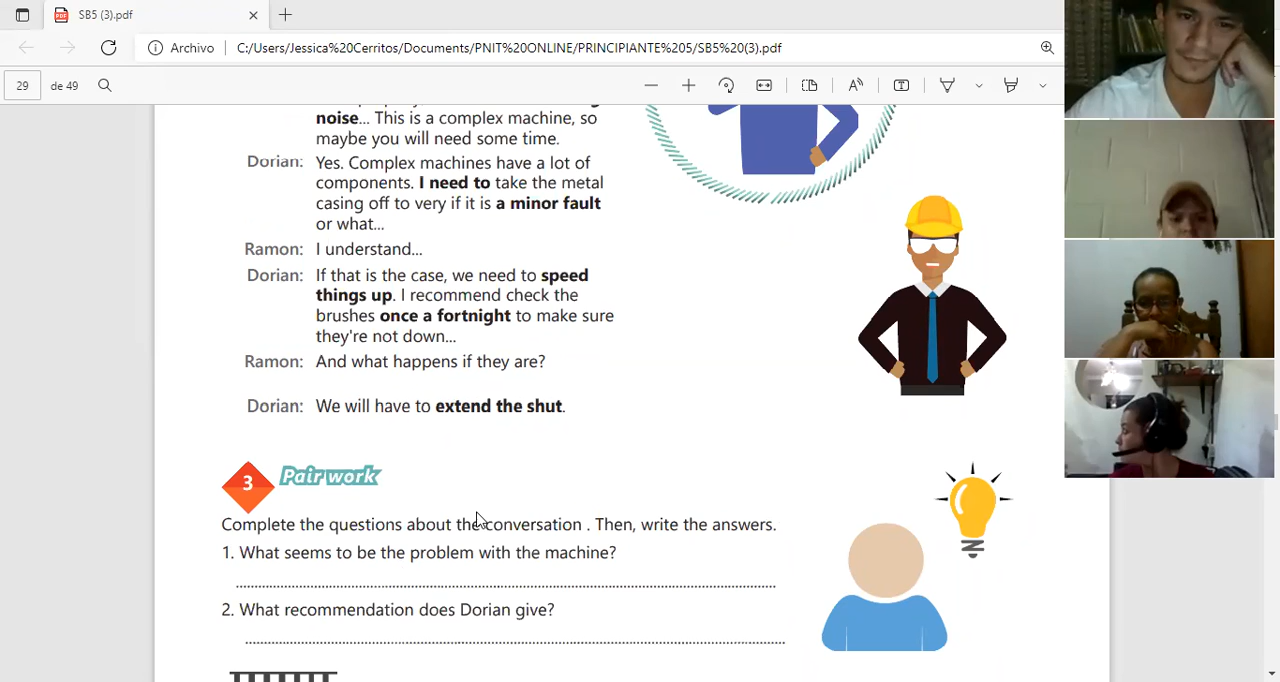 SB5 (3).pdf
Archivo
C:/Users/Jessica%20Cerritos/Documents/PNIT%20ONLINE/PRINCIPIANTE%205/SB5%20(3).pdf
29 de 49
noise... This is a complex machine, so
maybe you will need some time.
Dorian: Yes. Complex machines have a lot of
components. I need to take the metal
casing off to very if it is a minor fault
or what...
Ramon: I understand...
Dorian: If that is the case, we need to speed
things up. I recommend check the
brushes once a fortnight to make sure
they're not down...
Ramon: And what happens if they are?
Dorian: We will have to extend the shut.
3 Pair work
Complete the questions about the conversation . Then, write the answers.
1. What seems to be the problem with the machine?
2. What recommendation does Dorian give?